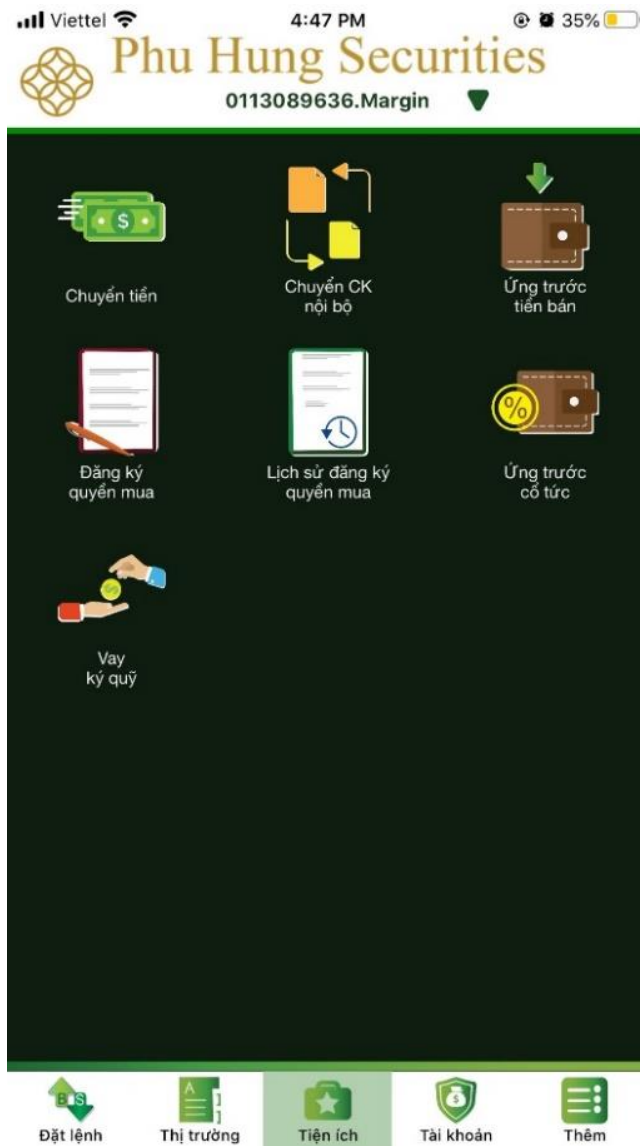 Viettel 4:47 PM 35%
Phu Hung Securities
0113089636.Margin
Chuyển tiền
Chuyển CK
nội bộ
Ứng trước
tiền bán
Đăng ký
quyền mua
Lịch sử đăng ký
quyền mua
Ứng trước
cổ tức
Vay
ký quỹ
Đặt lệnh Thị trường Tiện ích Tài khoản Thêm